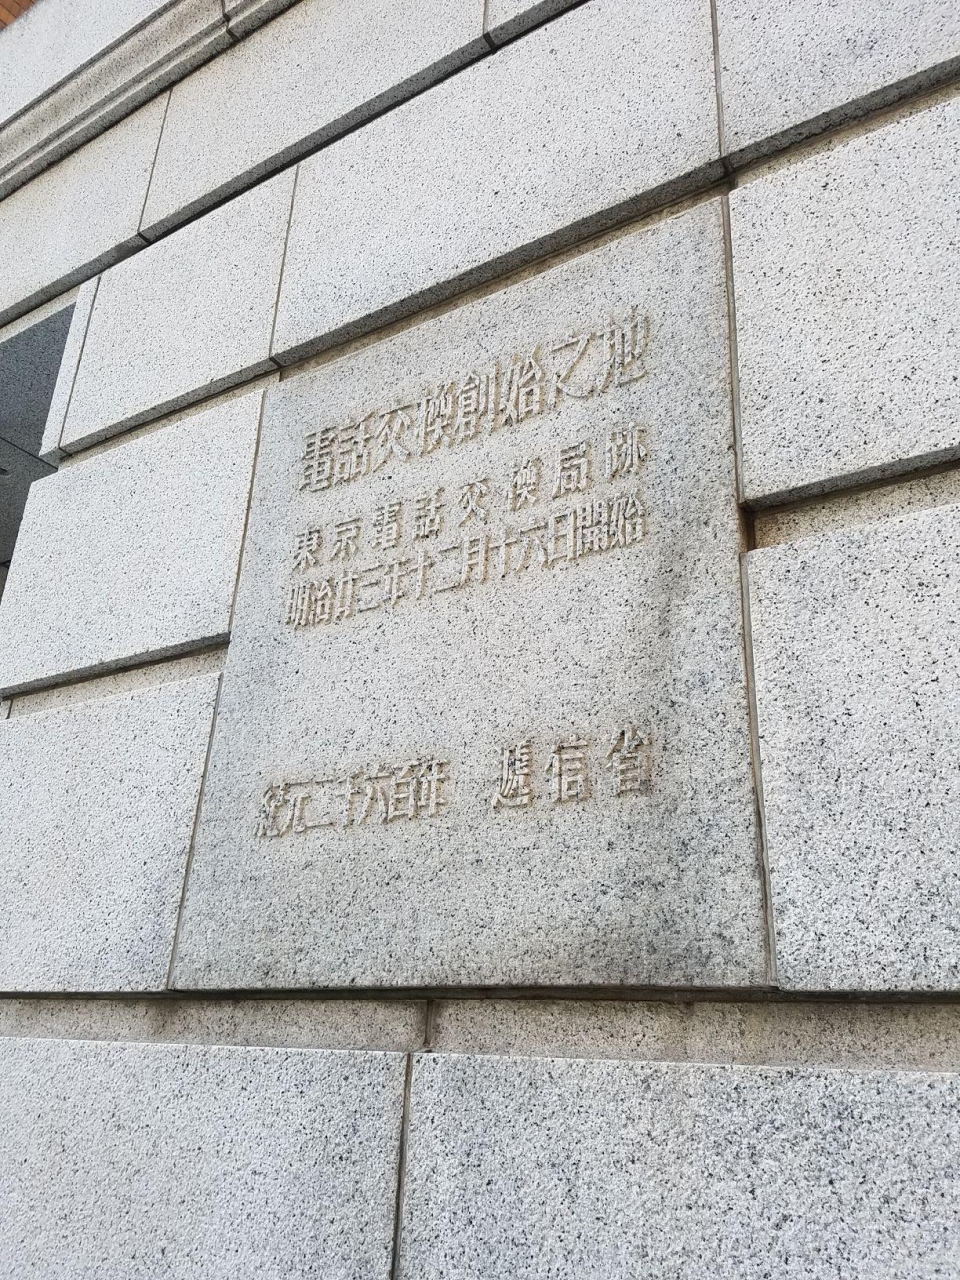 電話交換創始之地
東京電話交換局跡
明治廿三年十二月十六日開始
紀元二千六百年 遞信省